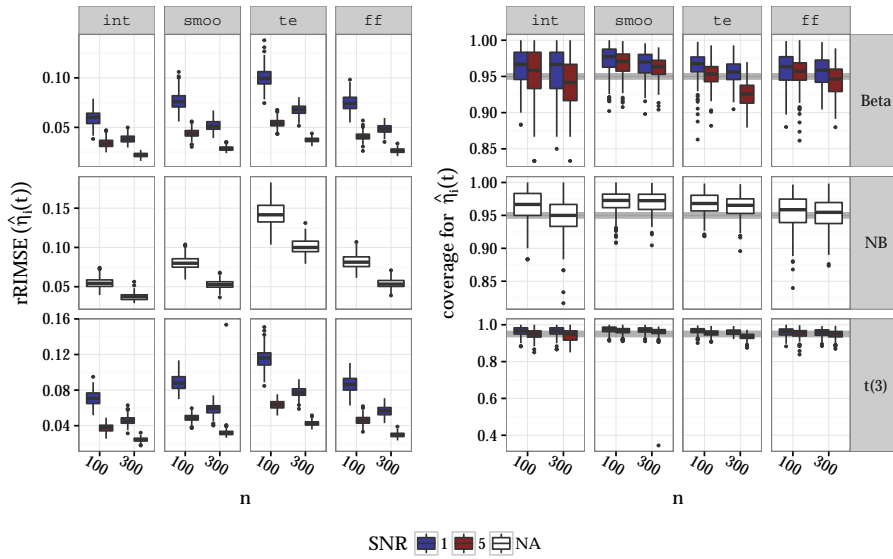 int smoo te ff
0.10
0.05
0.15
0.10
0.05
0.16
0.12
0.08
0.04
rRIMSE (η̂ᵢ(t))
100 300 100 300 100 300 100 300
n
int smoo te ff
1.00
0.95
0.90
0.85
Beta
1.00
0.95
0.90
0.85
NB
1.0
0.8
0.6
0.4
t(3)
coverage for η̂ᵢ(t)
100 300 100 300 100 300 100 300
n
SNR 1 5 NA